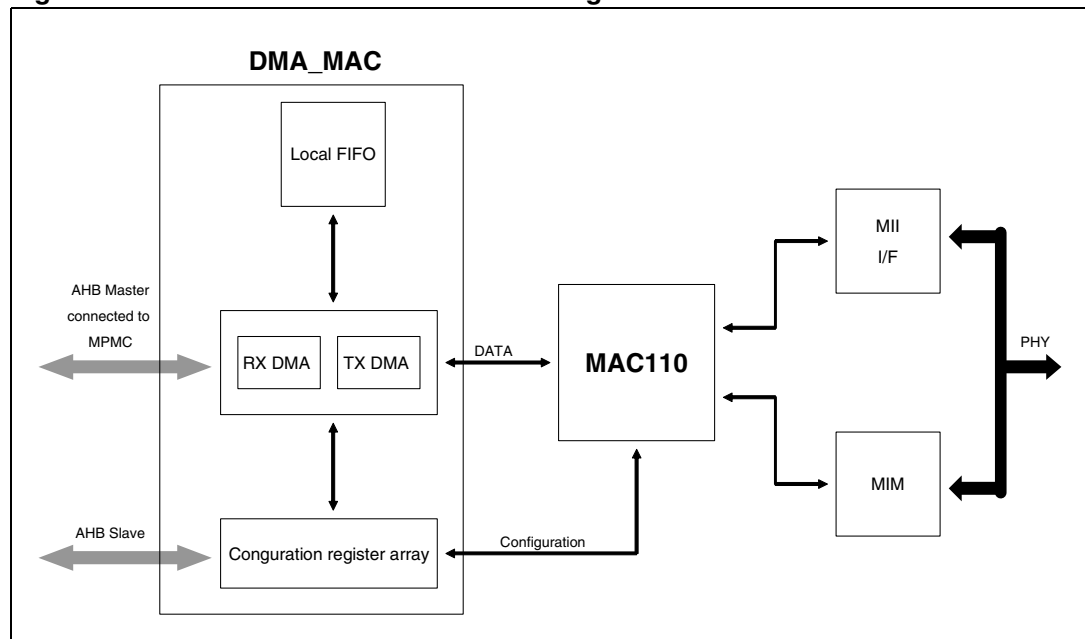 DMA_MAC
Local FIFO
MII
I/F
AHB Master
connected to
MPMC
RX DMA
TX DMA
DATA
MAC110
PHY
MIM
AHB Slave
Conguration register array
Configuration